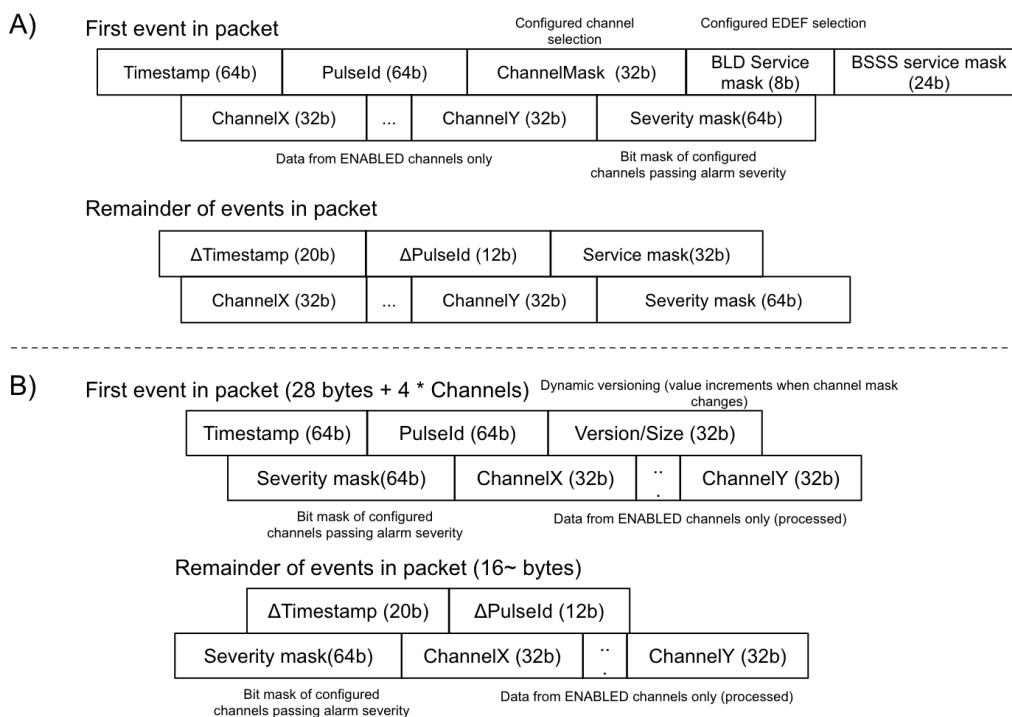 A)
First event in packet
Configured channel
selection
Configured EDEF selection
Timestamp (64b)
PulseId (64b)
ChannelMask (32b)
BLD Service
mask (8b)
BSSS service mask
(24b)
ChannelX (32b)
...
ChannelY (32b)
Severity mask(64b)
Data from ENABLED channels only
Bit mask of configured
channels passing alarm severity
Remainder of events in packet
ΔTimestamp (20b)
ΔPulseId (12b)
Service mask(32b)
ChannelX (32b)
...
ChannelY (32b)
Severity mask (64b)
B)
First event in packet (28 bytes + 4 * Channels)
Dynamic versioning (value increments when channel mask
changes)
Timestamp (64b)
PulseId (64b)
Version/Size (32b)
Severity mask(64b)
ChannelX (32b)
..
.
ChannelY (32b)
Bit mask of configured
channels passing alarm severity
Data from ENABLED channels only (processed)
Remainder of events in packet (16~ bytes)
ΔTimestamp (20b)
ΔPulseId (12b)
Severity mask(64b)
ChannelX (32b)
..
.
ChannelY (32b)
Bit mask of configured
channels passing alarm severity
Data from ENABLED channels only (processed)